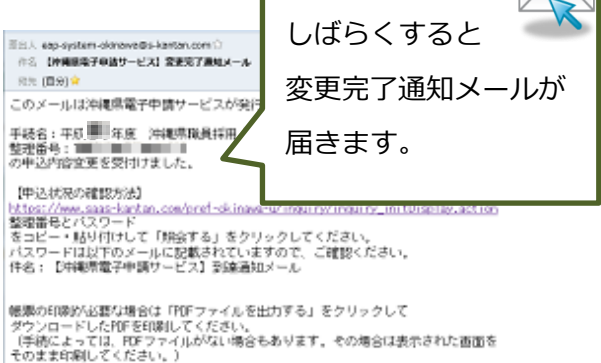 しばらくすると
変更完了通知メールが
届きます。
差出人 eap-system-okinawa@s-kantan.com
件名 【沖縄県電子申請サービス】変更完了通知メール
宛先 (自分)
このメールは沖縄県電子申請サービスが発行
手続名：平成 年度 沖縄県職員採用
整理番号：
の申込内容変更を受付けました。
【申込状況の確認方法】
https://www.saas-kantan.com/pref-okinawa-u/inquiry/inquiry_initDisplay.action
整理番号とパスワード
をコピー・貼り付けして「照会する」をクリックしてください。
パスワードは以下のメールに記載されていますので、ご確認ください。
件名：【沖縄県電子申請サービス】到達通知メール
帳票の印刷が必要な場合は「PDFファイルを出力する」をクリックして
ダウンロードしたPDFを印刷してください。
（手続によっては、PDFファイルがない場合もあります。その場合は表示された画面を
そのまま印刷してください。）